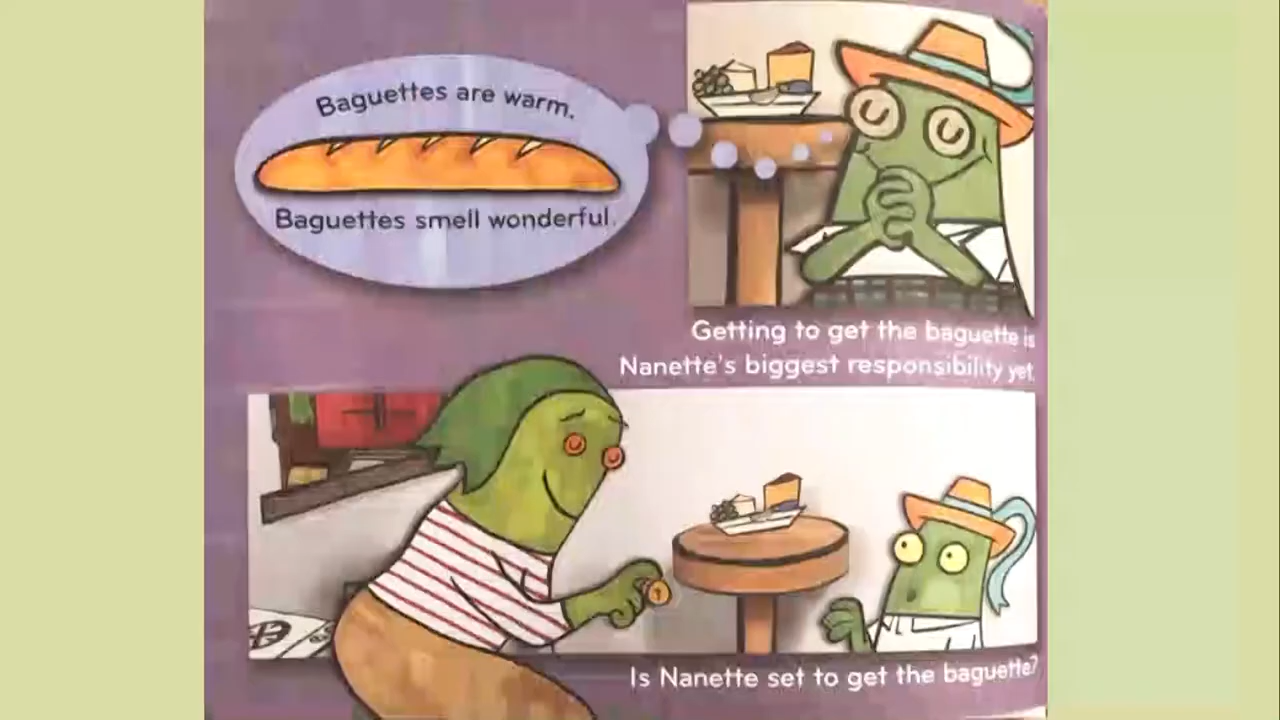 Baguettes are warm.
Baguettes smell wonderful.
Getting to get the baguette is
Nanette's biggest responsibility yet.
Is Nanette set to get the baguette?